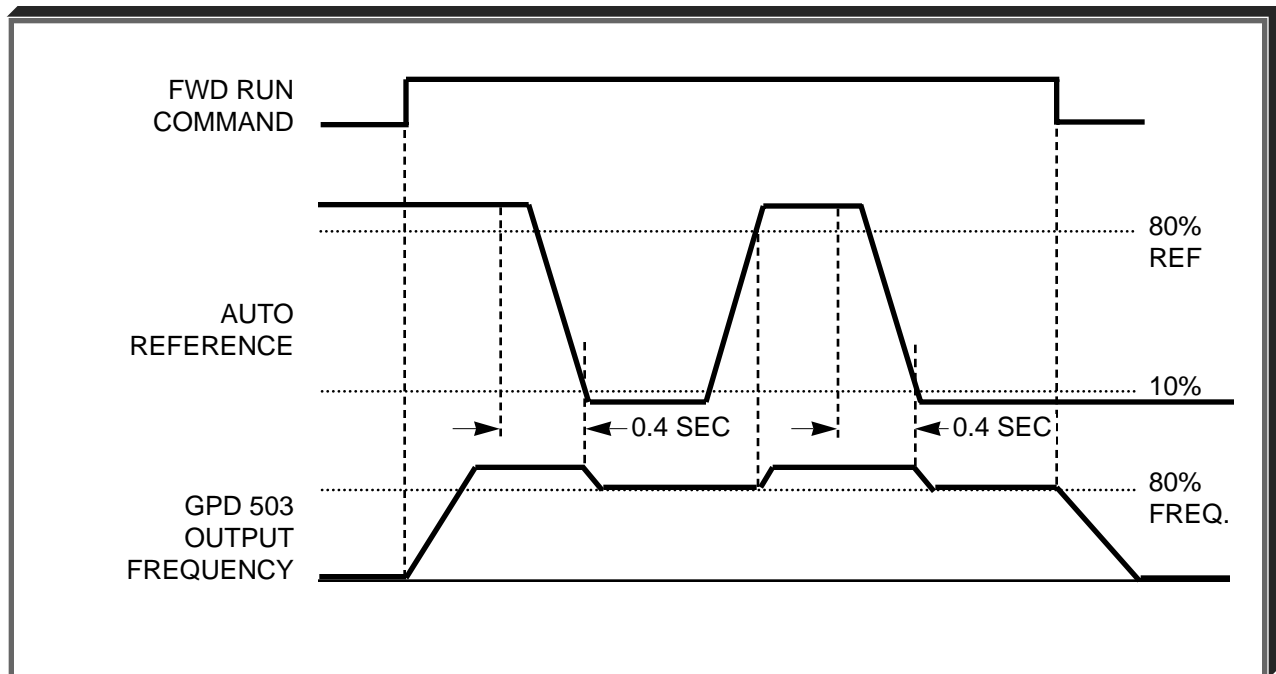 FWD RUN
COMMAND
80%
REF
AUTO
REFERENCE
10%
0.4 SEC
0.4 SEC
80%
FREQ.
GPD 503
OUTPUT
FREQUENCY